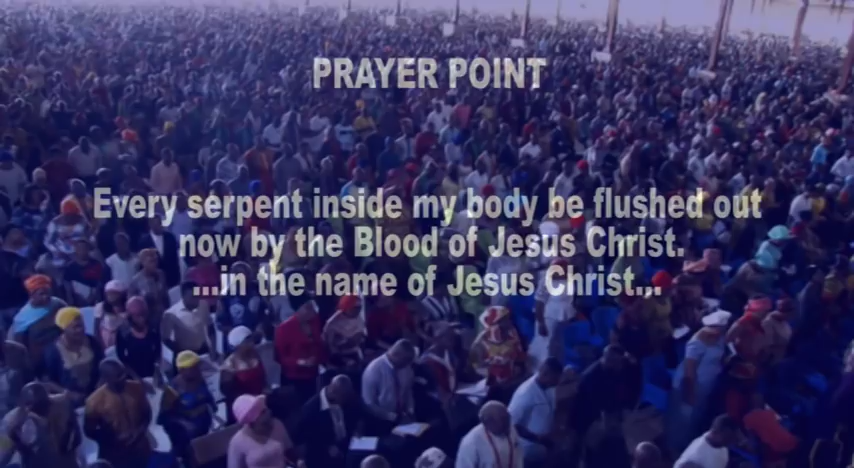 PRAYER POINT
Every serpent inside my body be flushed out
now by the Blood of Jesus Christ.
...in the name of Jesus Christ...